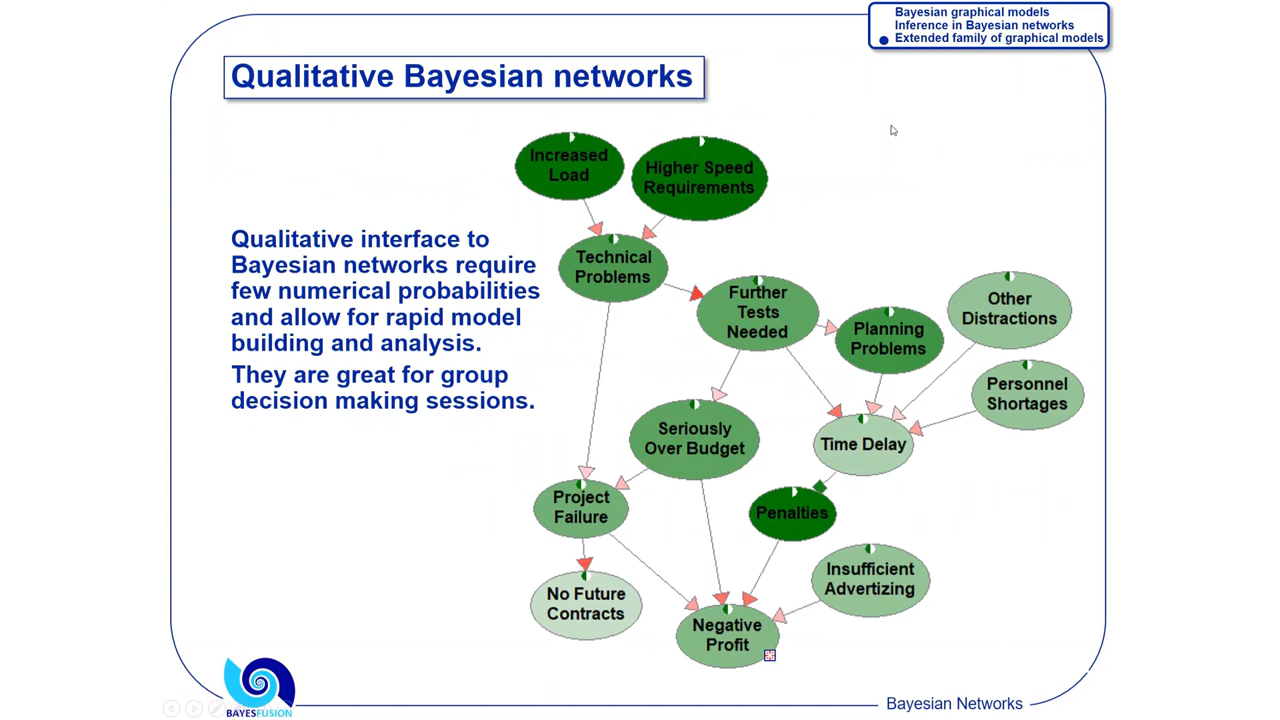 Bayesian graphical models
Inference in Bayesian networks
Extended family of graphical models
Qualitative Bayesian networks
Increased
Load
Higher Speed
Requirements
Qualitative interface to
Bayesian networks require
few numerical probabilities
and allow for rapid model
building and analysis.
They are great for group
decision making sessions.
Technical
Problems
Further
Tests
Needed
Planning
Problems
Other
Distractions
Personnel
Shortages
Seriously
Over Budget
Time Delay
Project
Failure
Penalties
Insufficient
Advertizing
No Future
Contracts
Negative
Profit
BAYESFUSION
Bayesian Networks